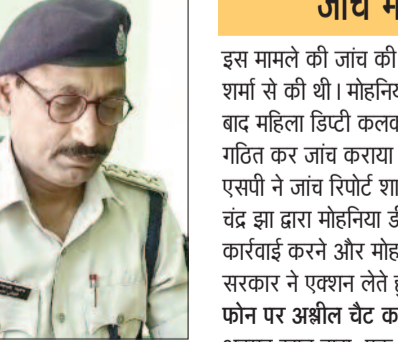 जांच
इस मामले की जांच की
शर्मा से की थी। मोहनिय
बाद महिला डिप्टी कलक
गठित कर जांच कराया
एसपी ने जांच रिपोर्ट शा
चंद्र झा द्वारा मोहनिया डी
कार्रवाई करने और मोह
सरकार ने एक्शन लेते हु
फोन पर अश्लील चैट क